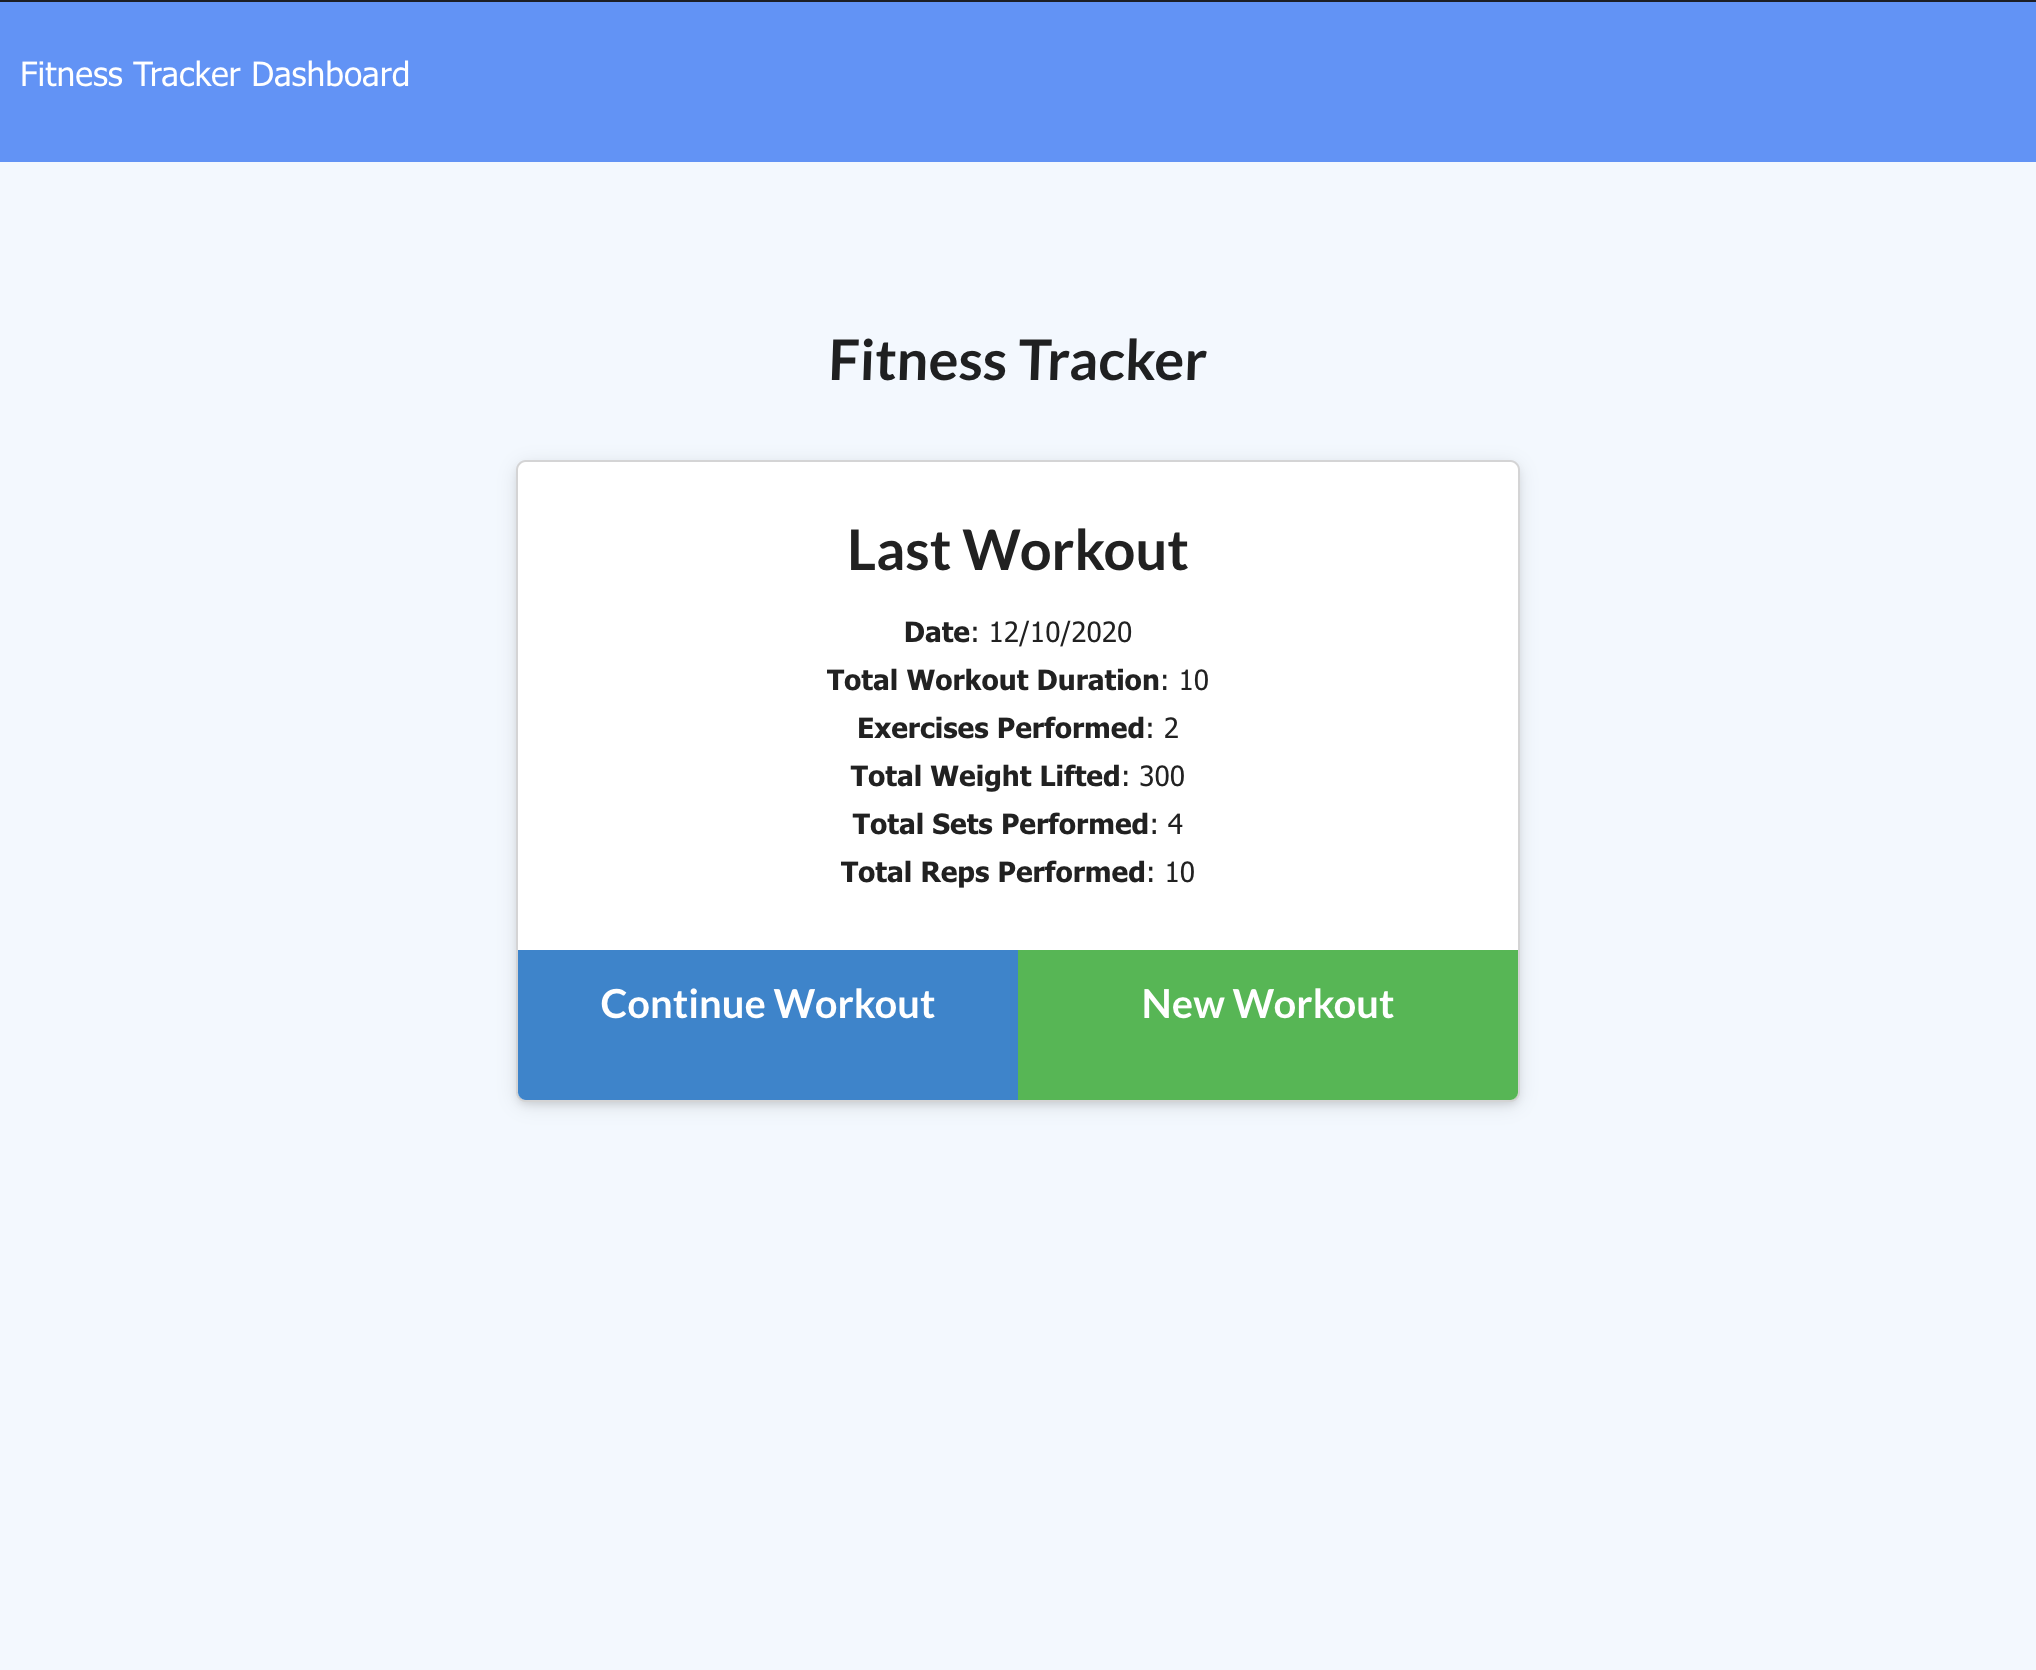 Fitness Tracker Dashboard
Fitness Tracker
Last Workout
Date: 12/10/2020
Total Workout Duration: 10
Exercises Performed: 2
Total Weight Lifted: 300
Total Sets Performed: 4
Total Reps Performed: 10
Continue Workout
New Workout